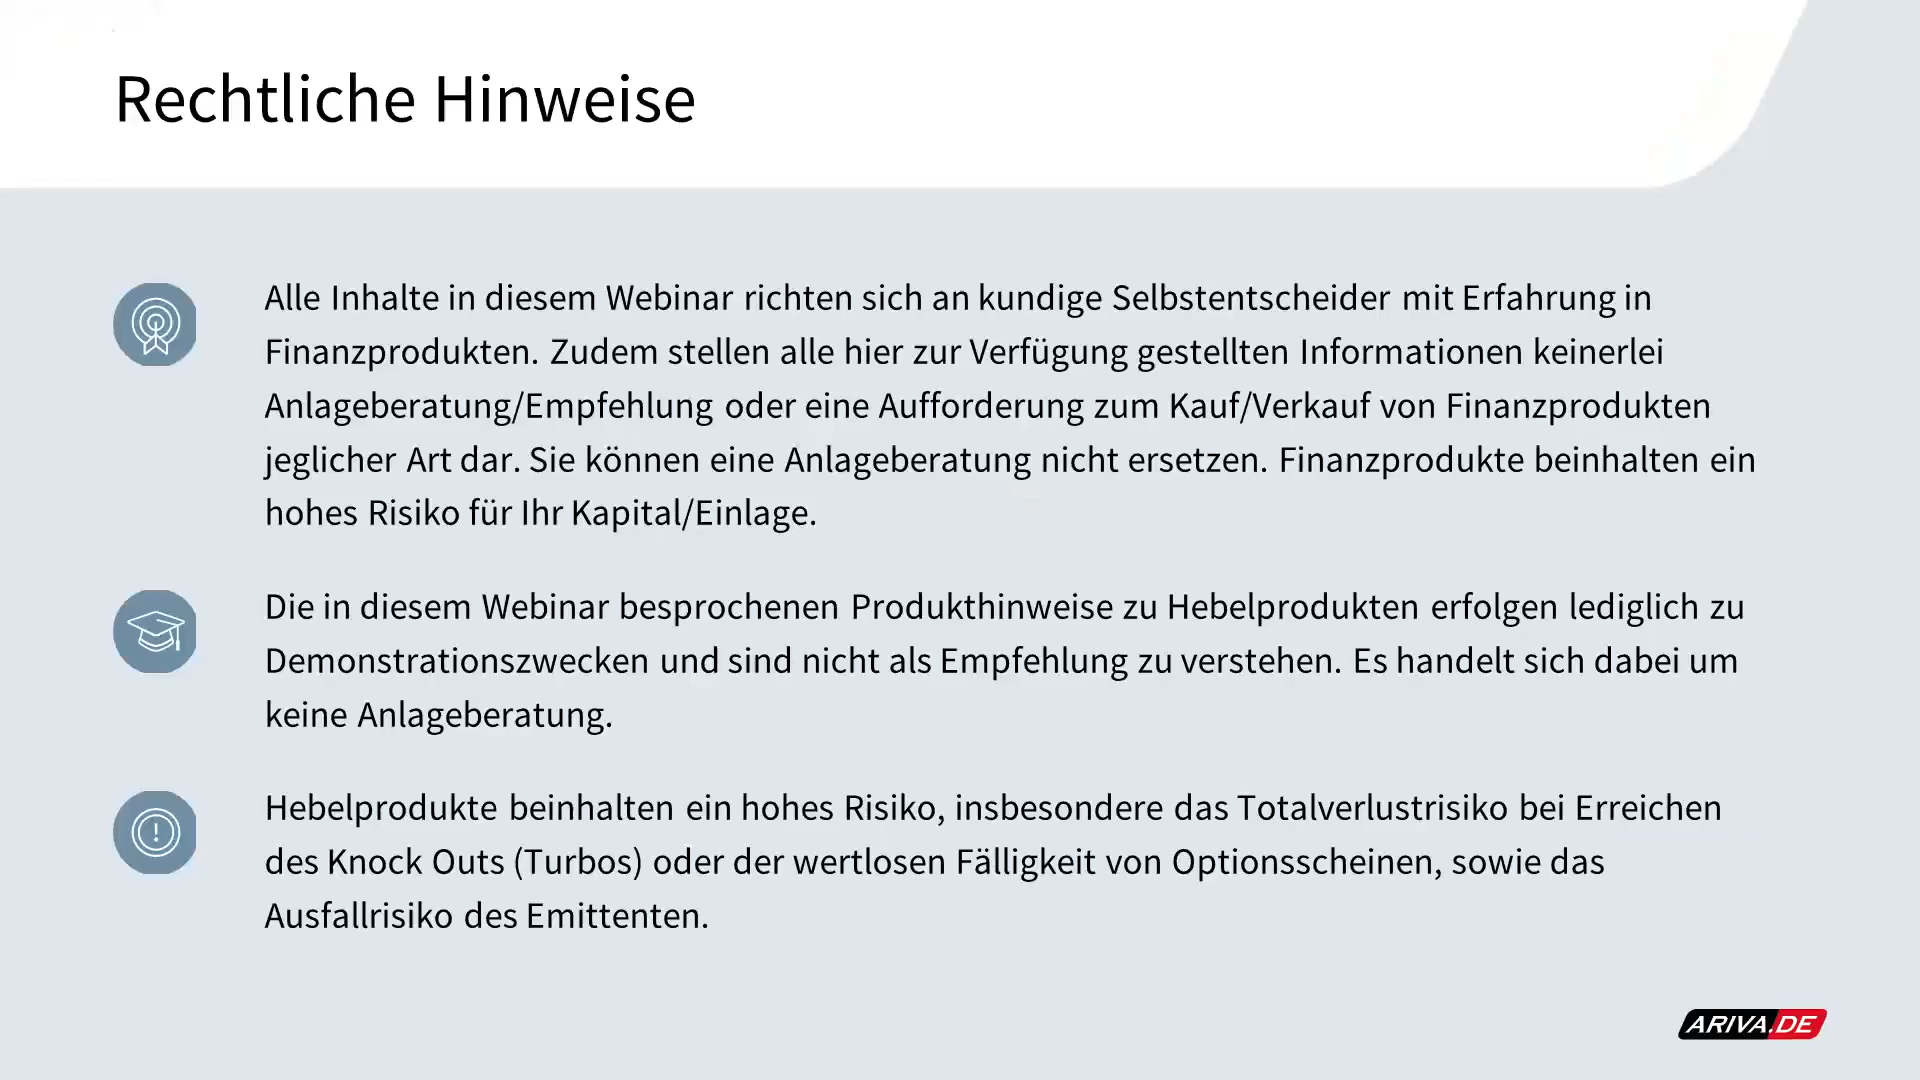 Rechtliche Hinweise
Alle Inhalte in diesem Webinar richten sich an kundige Selbstentscheider mit Erfahrung in
Finanzprodukten. Zudem stellen alle hier zur Verfügung gestellten Informationen keinerlei
Anlageberatung/Empfehlung oder eine Aufforderung zum Kauf/Verkauf von Finanzprodukten
jeglicher Art dar. Sie können eine Anlageberatung nicht ersetzen. Finanzprodukte beinhalten ein
hohes Risiko für Ihr Kapital/Einlage.
Die in diesem Webinar besprochenen Produkthinweise zu Hebelprodukten erfolgen lediglich zu
Demonstrationszwecken und sind nicht als Empfehlung zu verstehen. Es handelt sich dabei um
keine Anlageberatung.
Hebelprodukte beinhalten ein hohes Risiko, insbesondere das Totalverlustrisiko bei Erreichen
des Knock Outs (Turbos) oder der wertlosen Fälligkeit von Optionsscheinen, sowie das
Ausfallrisiko des Emittenten.
ARIVA.DE